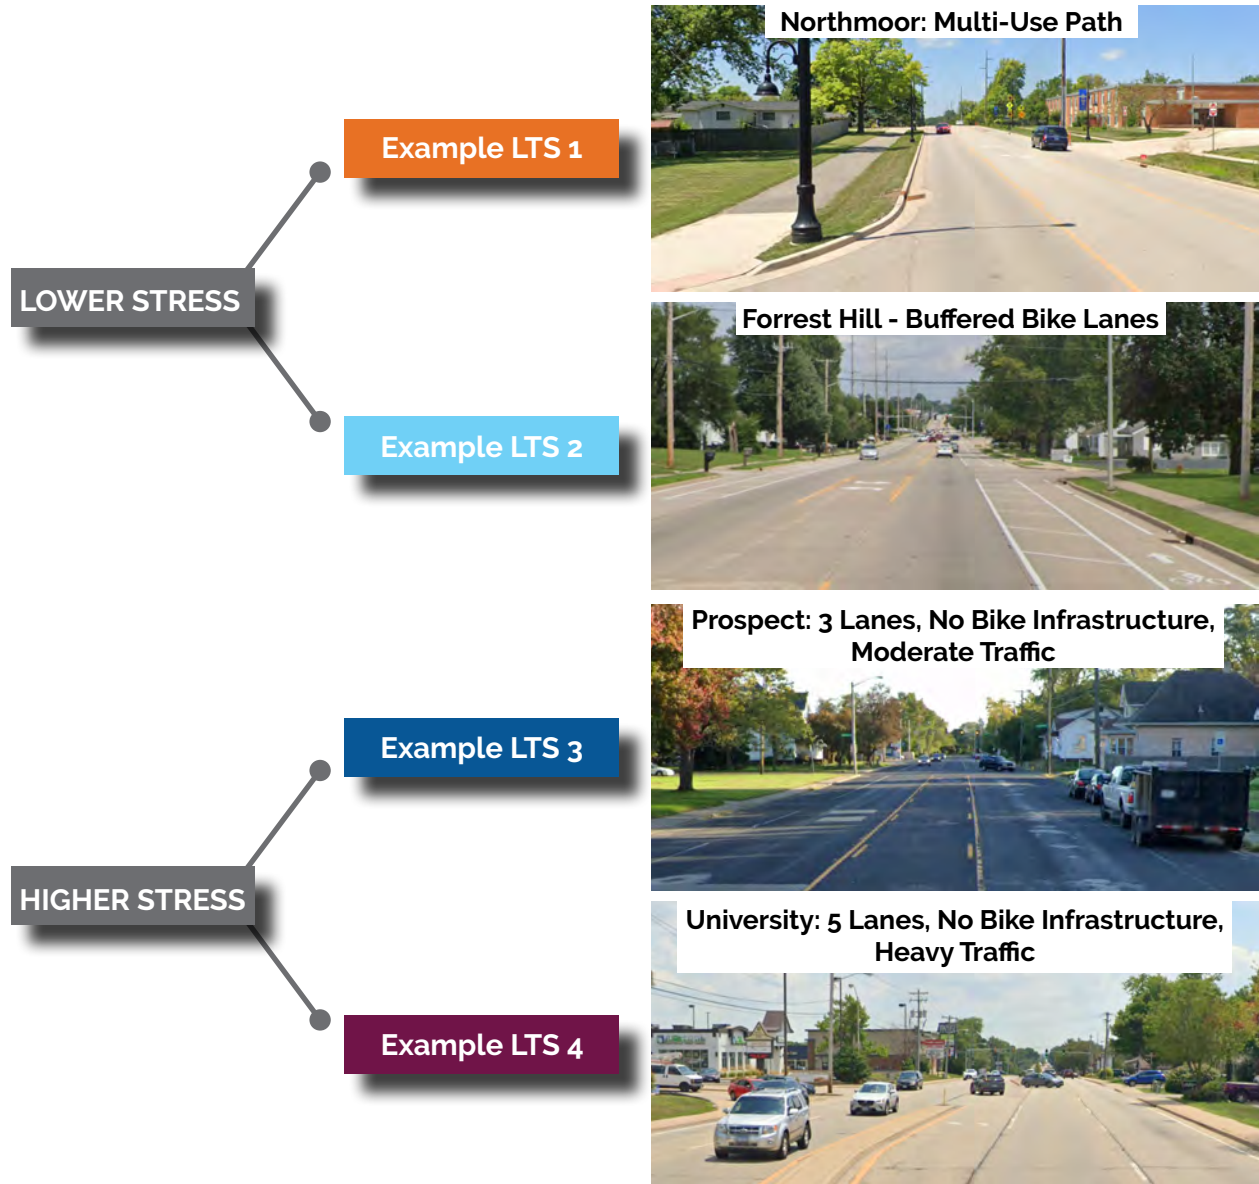 Northmoor: Multi-Use Path
Example LTS 1
LOWER STRESS
Forrest Hill - Buffered Bike Lanes
Example LTS 2
Prospect: 3 Lanes, No Bike Infrastructure,
Moderate Traffic
Example LTS 3
HIGHER STRESS
University: 5 Lanes, No Bike Infrastructure,
Heavy Traffic
Example LTS 4